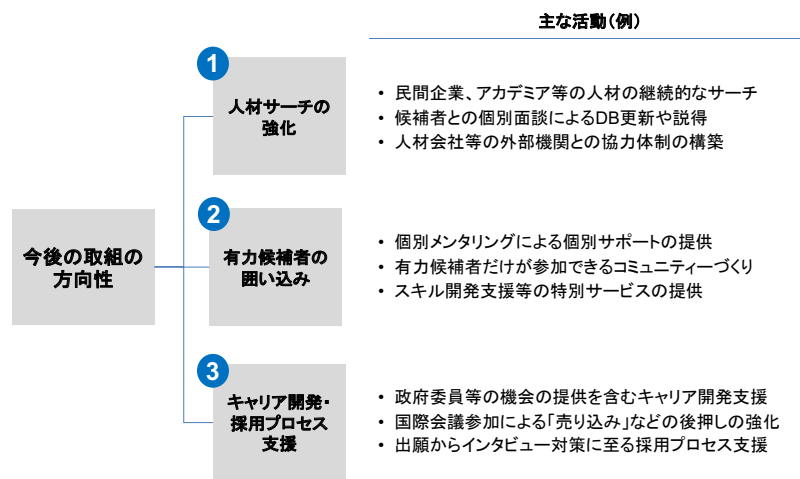 主な活動(例)
1
人材サーチの
強化
• 民間企業、アカデミア等の人材の継続的なサーチ
• 候補者との個別面談によるDB更新や説得
• 人材会社等の外部機関との協力体制の構築
今後の取組の
方向性
2
有力候補者の
囲い込み
• 個別メンタリングによる個別サポートの提供
• 有力候補者だけが参加できるコミュニティーづくり
• スキル開発支援等の特別サービスの提供
3
キャリア開発・
採用プロセス
支援
• 政府委員等の機会の提供を含むキャリア開発支援
• 国際会議参加による「売り込み」などの後押しの強化
• 出願からインタビュー対策に至る採用プロセス支援